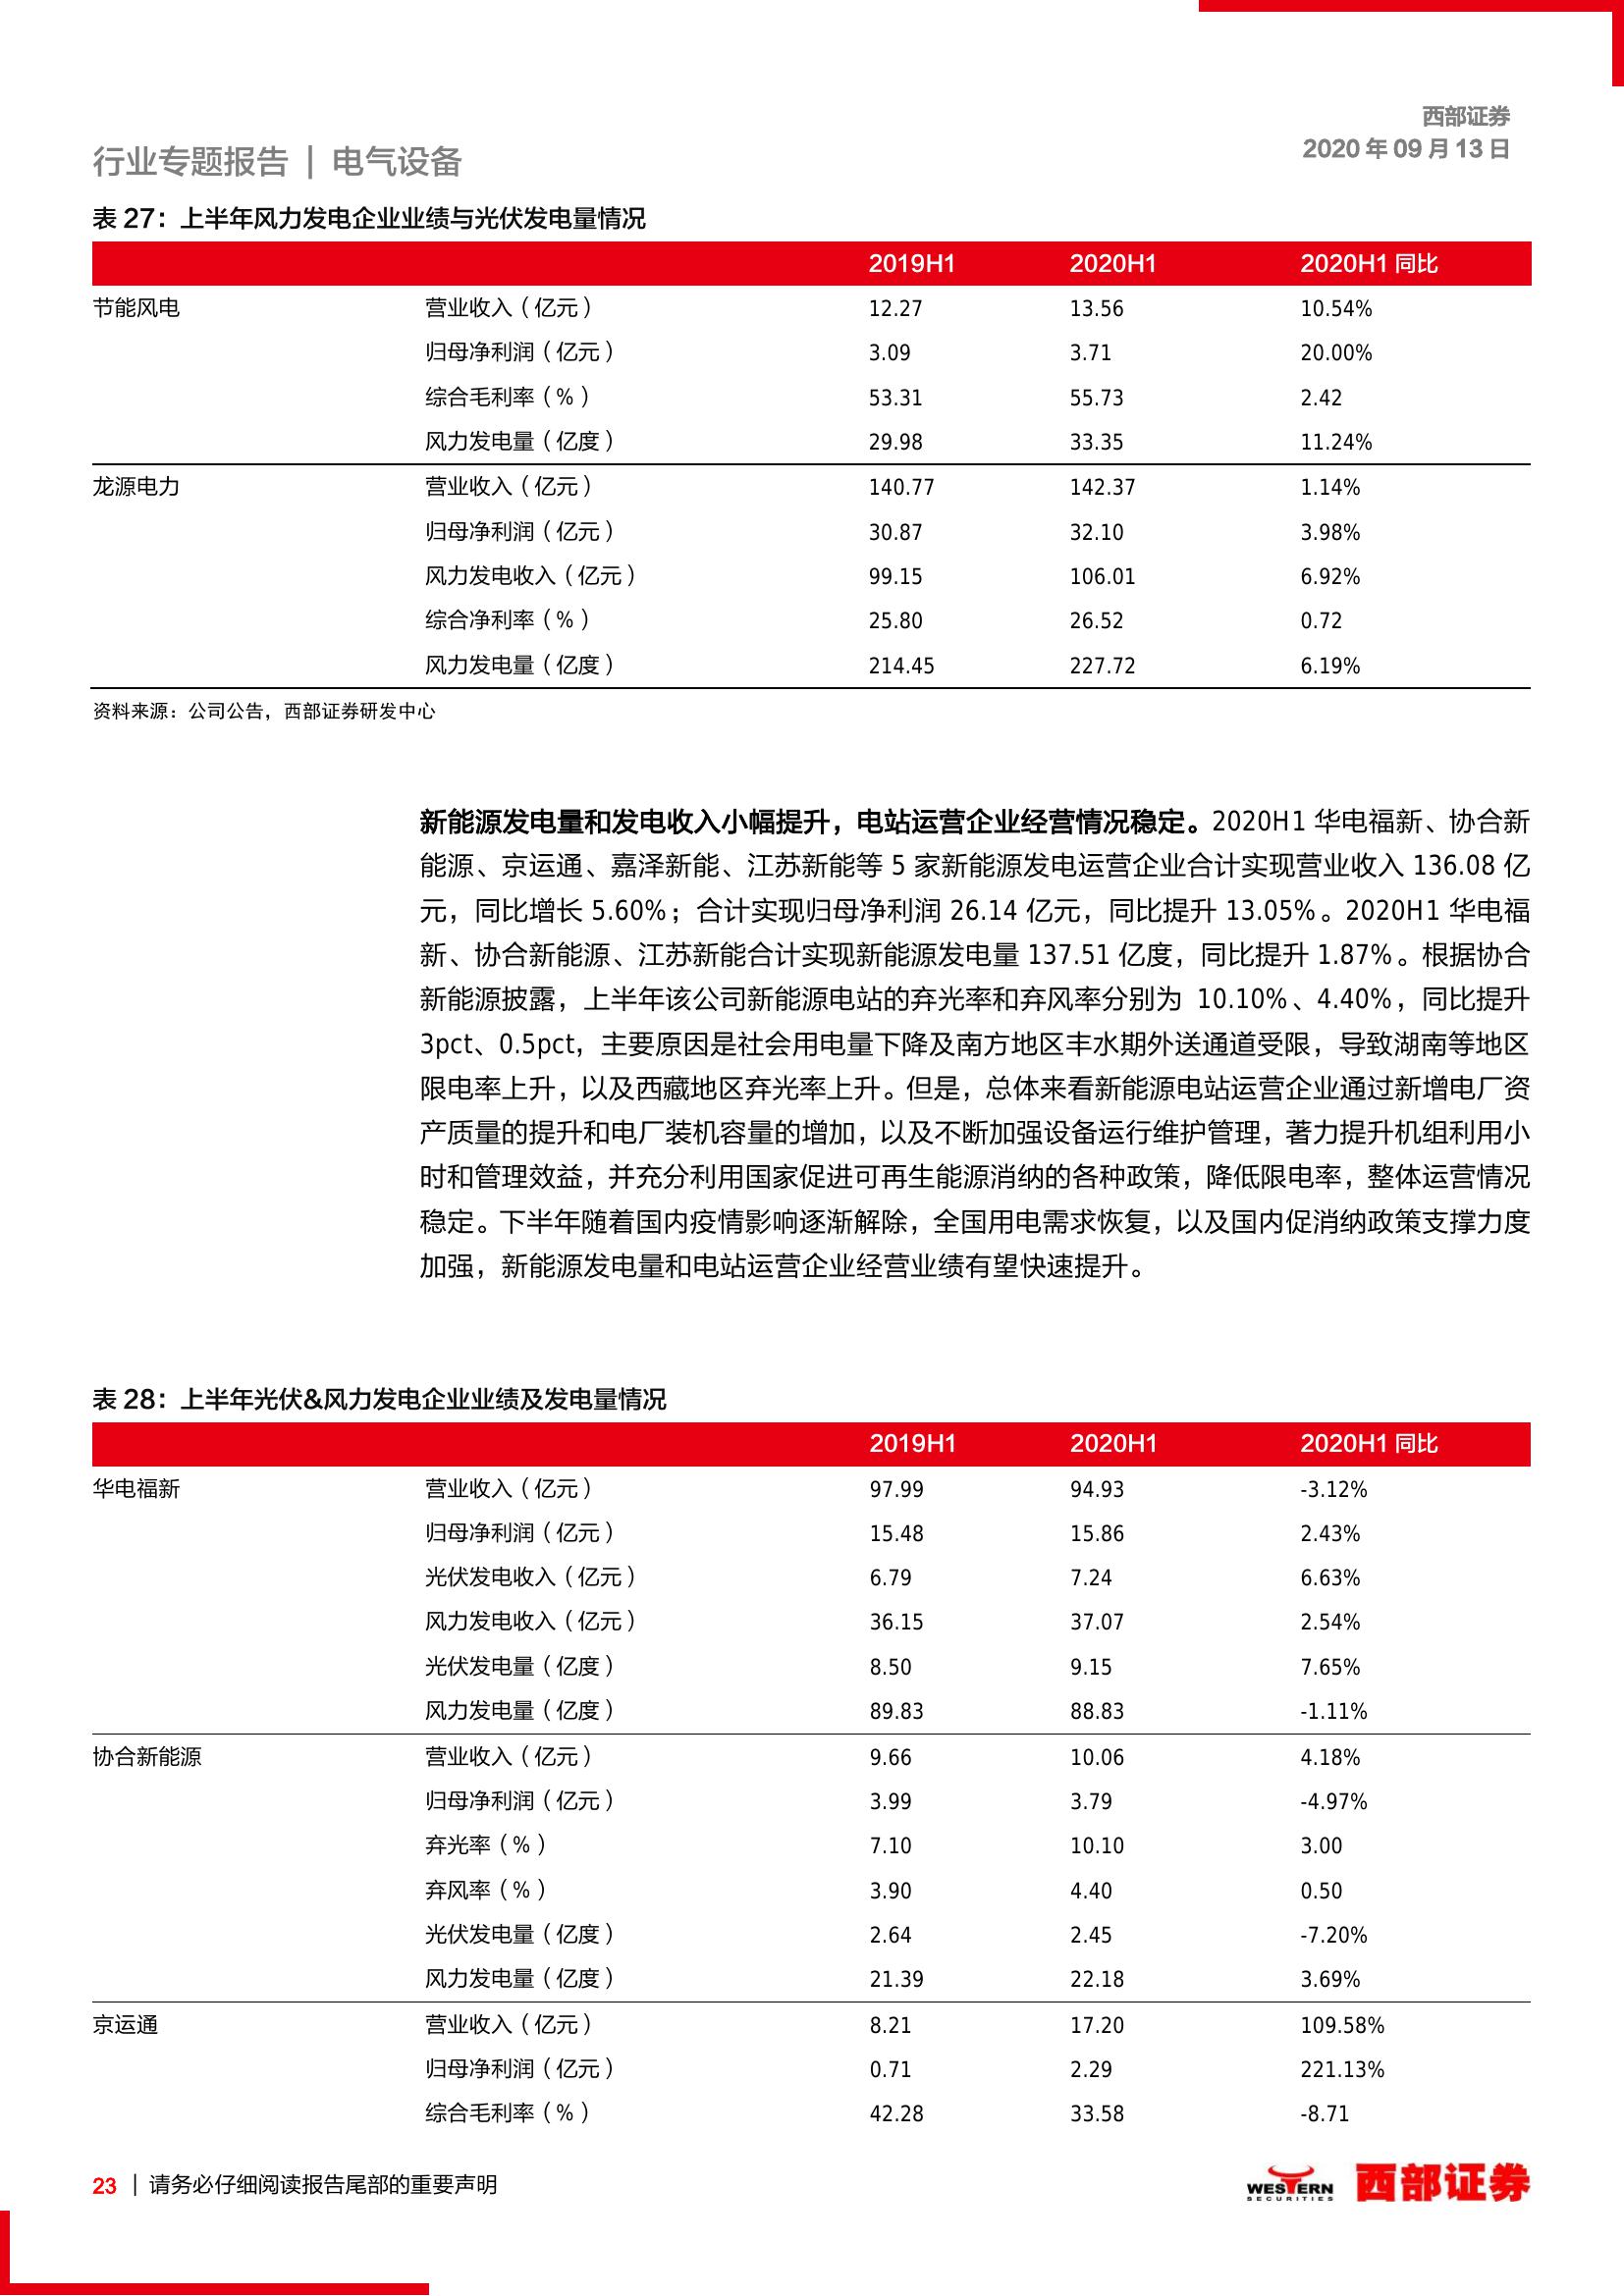 西部证券
2020 年 09 月 13 日
行业专题报告 | 电气设备
表 27：上半年风力发电企业业绩与光伏发电量情况
2019H1 2020H1 2020H1 同比
节能风电 营业收入（亿元） 12.27 13.56 10.54%
归母净利润（亿元） 3.09 3.71 20.00%
综合毛利率（%） 53.31 55.73 2.42
风力发电量（亿度） 29.98 33.35 11.24%
龙源电力 营业收入（亿元） 140.77 142.37 1.14%
归母净利润（亿元） 30.87 32.10 3.98%
风力发电收入（亿元） 99.15 106.01 6.92%
综合净利率（%） 25.80 26.52 0.72
风力发电量（亿度） 214.45 227.72 6.19%
资料来源：公司公告，西部证券研发中心
新能源发电量和发电收入小幅提升，电站运营企业经营情况稳定。2020H1 华电福新、协合新
能源、京运通、嘉泽新能、江苏新能等 5 家新能源发电运营企业合计实现营业收入 136.08 亿
元，同比增长 5.60%；合计实现归母净利润 26.14 亿元，同比提升 13.05%。2020H1 华电福
新、协合新能源、江苏新能合计实现新能源发电量 137.51 亿度，同比提升 1.87%。根据协合
新能源披露，上半年该公司新能源电站的弃光率和弃风率分别为 10.10%、4.40%，同比提升
3pct、0.5pct，主要原因是社会用电量下降及南方地区丰水期外送通道受限，导致湖南等地区
限电率上升，以及西藏地区弃光率上升。但是，总体来看新能源电站运营企业通过新增电厂资
产质量的提升和电厂装机容量的增加，以及不断加强设备运行维护管理，著力提升机组利用小
时和管理效益，并充分利用国家促进可再生能源消纳的各种政策，降低限电率，整体运营情况
稳定。下半年随着国内疫情影响逐渐解除，全国用电需求恢复，以及国内促消纳政策支撑力度
加强，新能源发电量和电站运营企业经营业绩有望快速提升。
表 28：上半年光伏&风力发电企业业绩及发电量情况
2019H1 2020H1 2020H1 同比
华电福新 营业收入（亿元） 97.99 94.93 -3.12%
归母净利润（亿元） 15.48 15.86 2.43%
光伏发电收入（亿元） 6.79 7.24 6.63%
风力发电收入（亿元） 36.15 37.07 2.54%
光伏发电量（亿度） 8.50 9.15 7.65%
风力发电量（亿度） 89.83 88.83 -1.11%
协合新能源 营业收入（亿元） 9.66 10.06 4.18%
归母净利润（亿元） 3.99 3.79 -4.97%
弃光率（%） 7.10 10.10 3.00
弃风率（%） 3.90 4.40 0.50
光伏发电量（亿度） 2.64 2.45 -7.20%
风力发电量（亿度） 21.39 22.18 3.69%
京运通 营业收入（亿元） 8.21 17.20 109.58%
归母净利润（亿元） 0.71 2.29 221.13%
综合毛利率（%） 42.28 33.58 -8.71
23 | 请务必仔细阅读报告尾部的重要声明
WESTERN
SECURITIES
西部证券